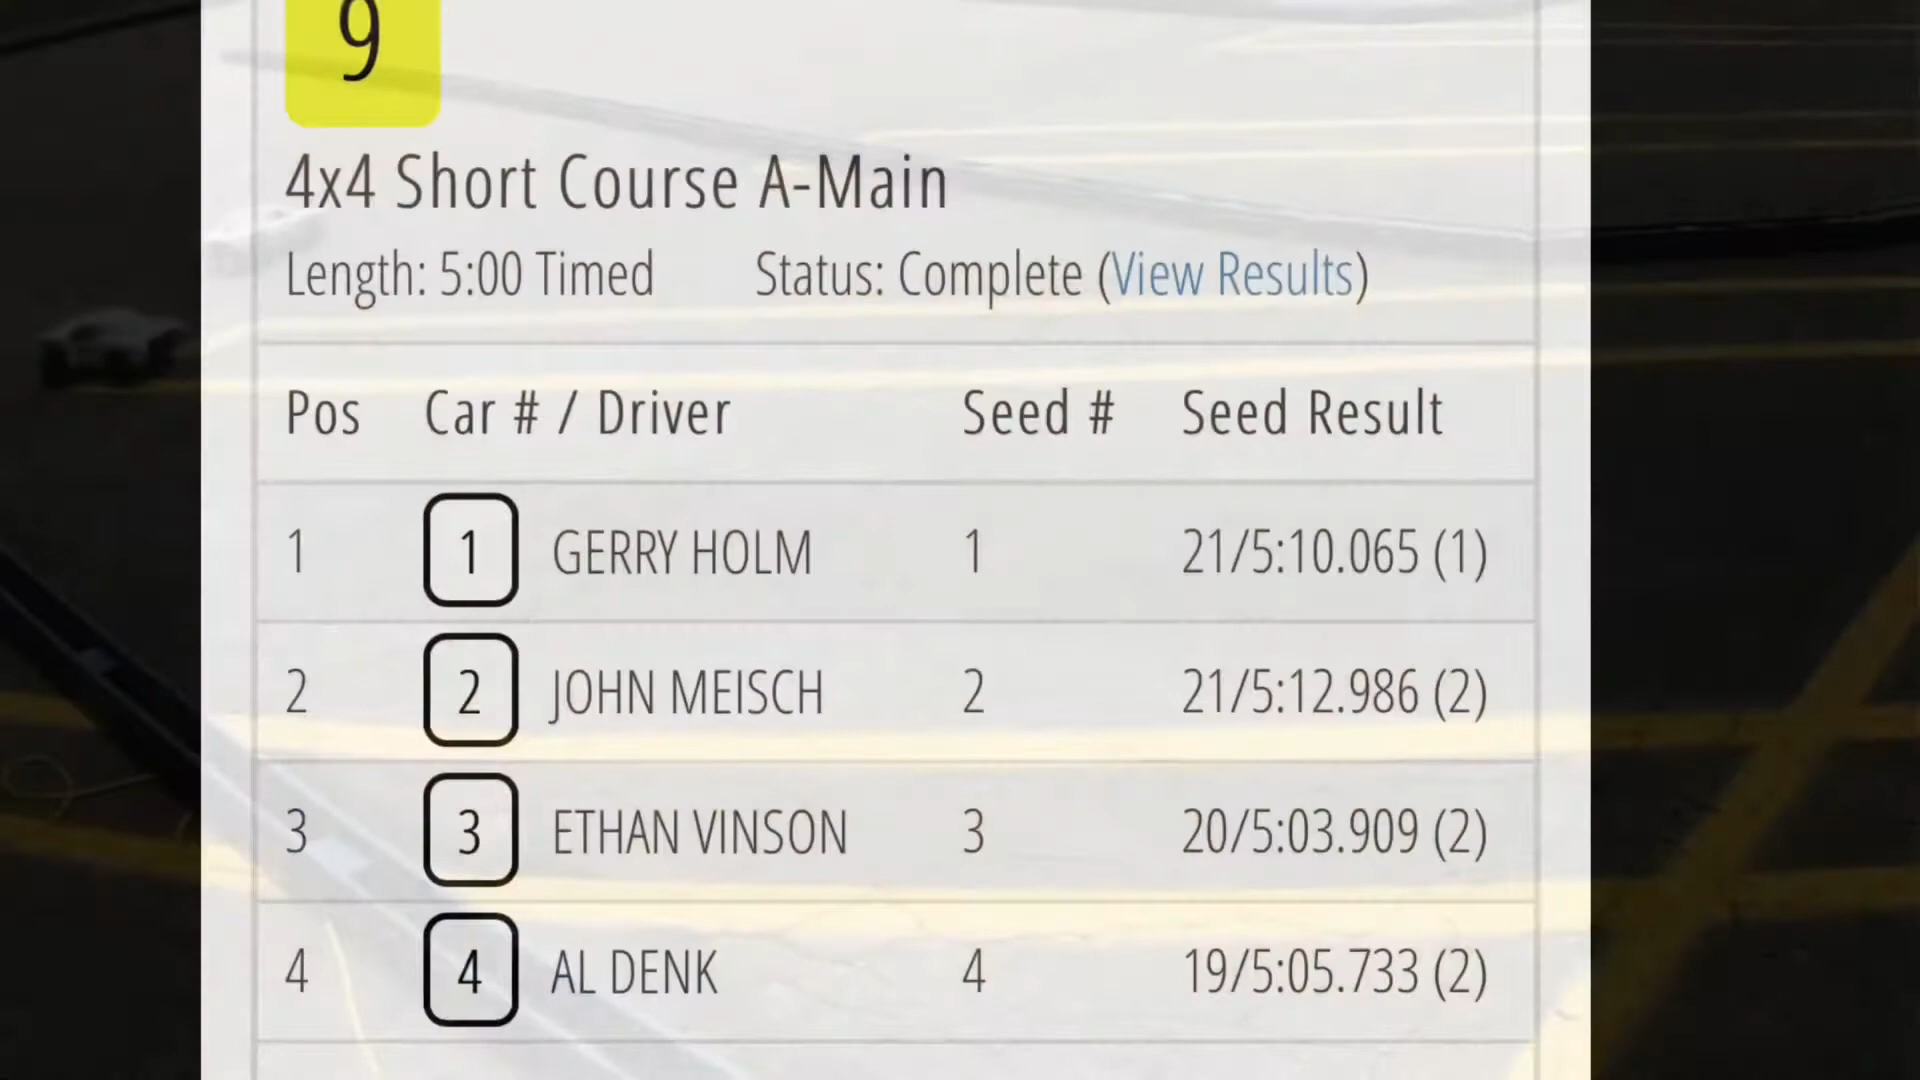 9
4x4 Short Course A-Main
Length: 5:00 Timed Status: Complete (View Results)
Pos Car # / Driver Seed # Seed Result
1 1 GERRY HOLM 1 21/5:10.065 (1)
2 2 JOHN MEISCH 2 21/5:12.986 (2)
3 3 ETHAN VINSON 3 20/5:03.909 (2)
4 4 AL DENK 4 19/5:05.733 (2)